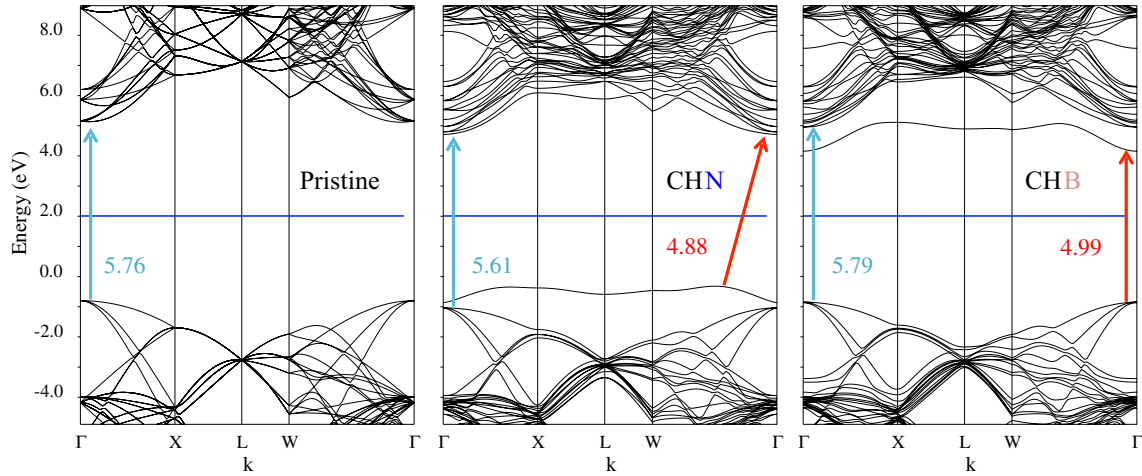 8.0
6.0
4.0
2.0
0.0
-2.0
-4.0
Energy (eV)
Pristine
5.76
Γ X L W Γ
k
CHN
5.61
4.88
Γ X L W Γ
k
CHB
5.79
4.99
Γ X L W Γ
k